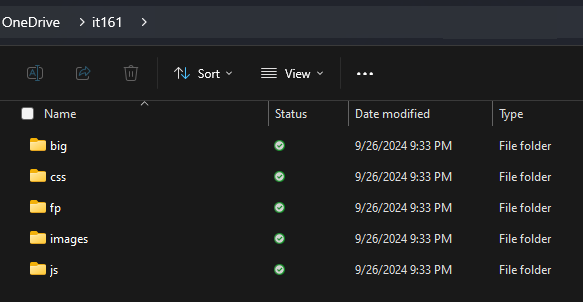 OneDrive > it161 >
Sort View
Name Status Date modified Type
big 9/26/2024 9:33 PM File folder
css 9/26/2024 9:33 PM File folder
fp 9/26/2024 9:33 PM File folder
images 9/26/2024 9:33 PM File folder
js 9/26/2024 9:33 PM File folder